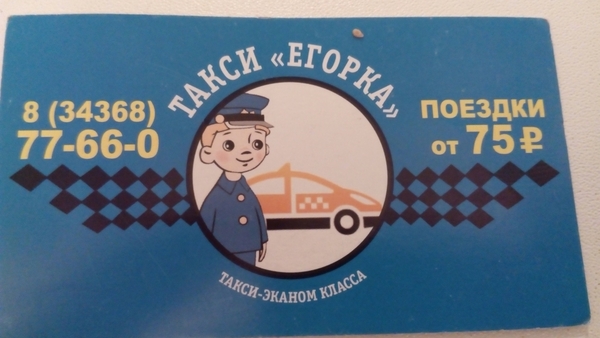 ТАКСИ «ЕГОРКА»
8 (34368)
77-66-0
ПОЕЗДКИ
от 75₽
ТАКСИ-ЭКАНОМ КЛАССА